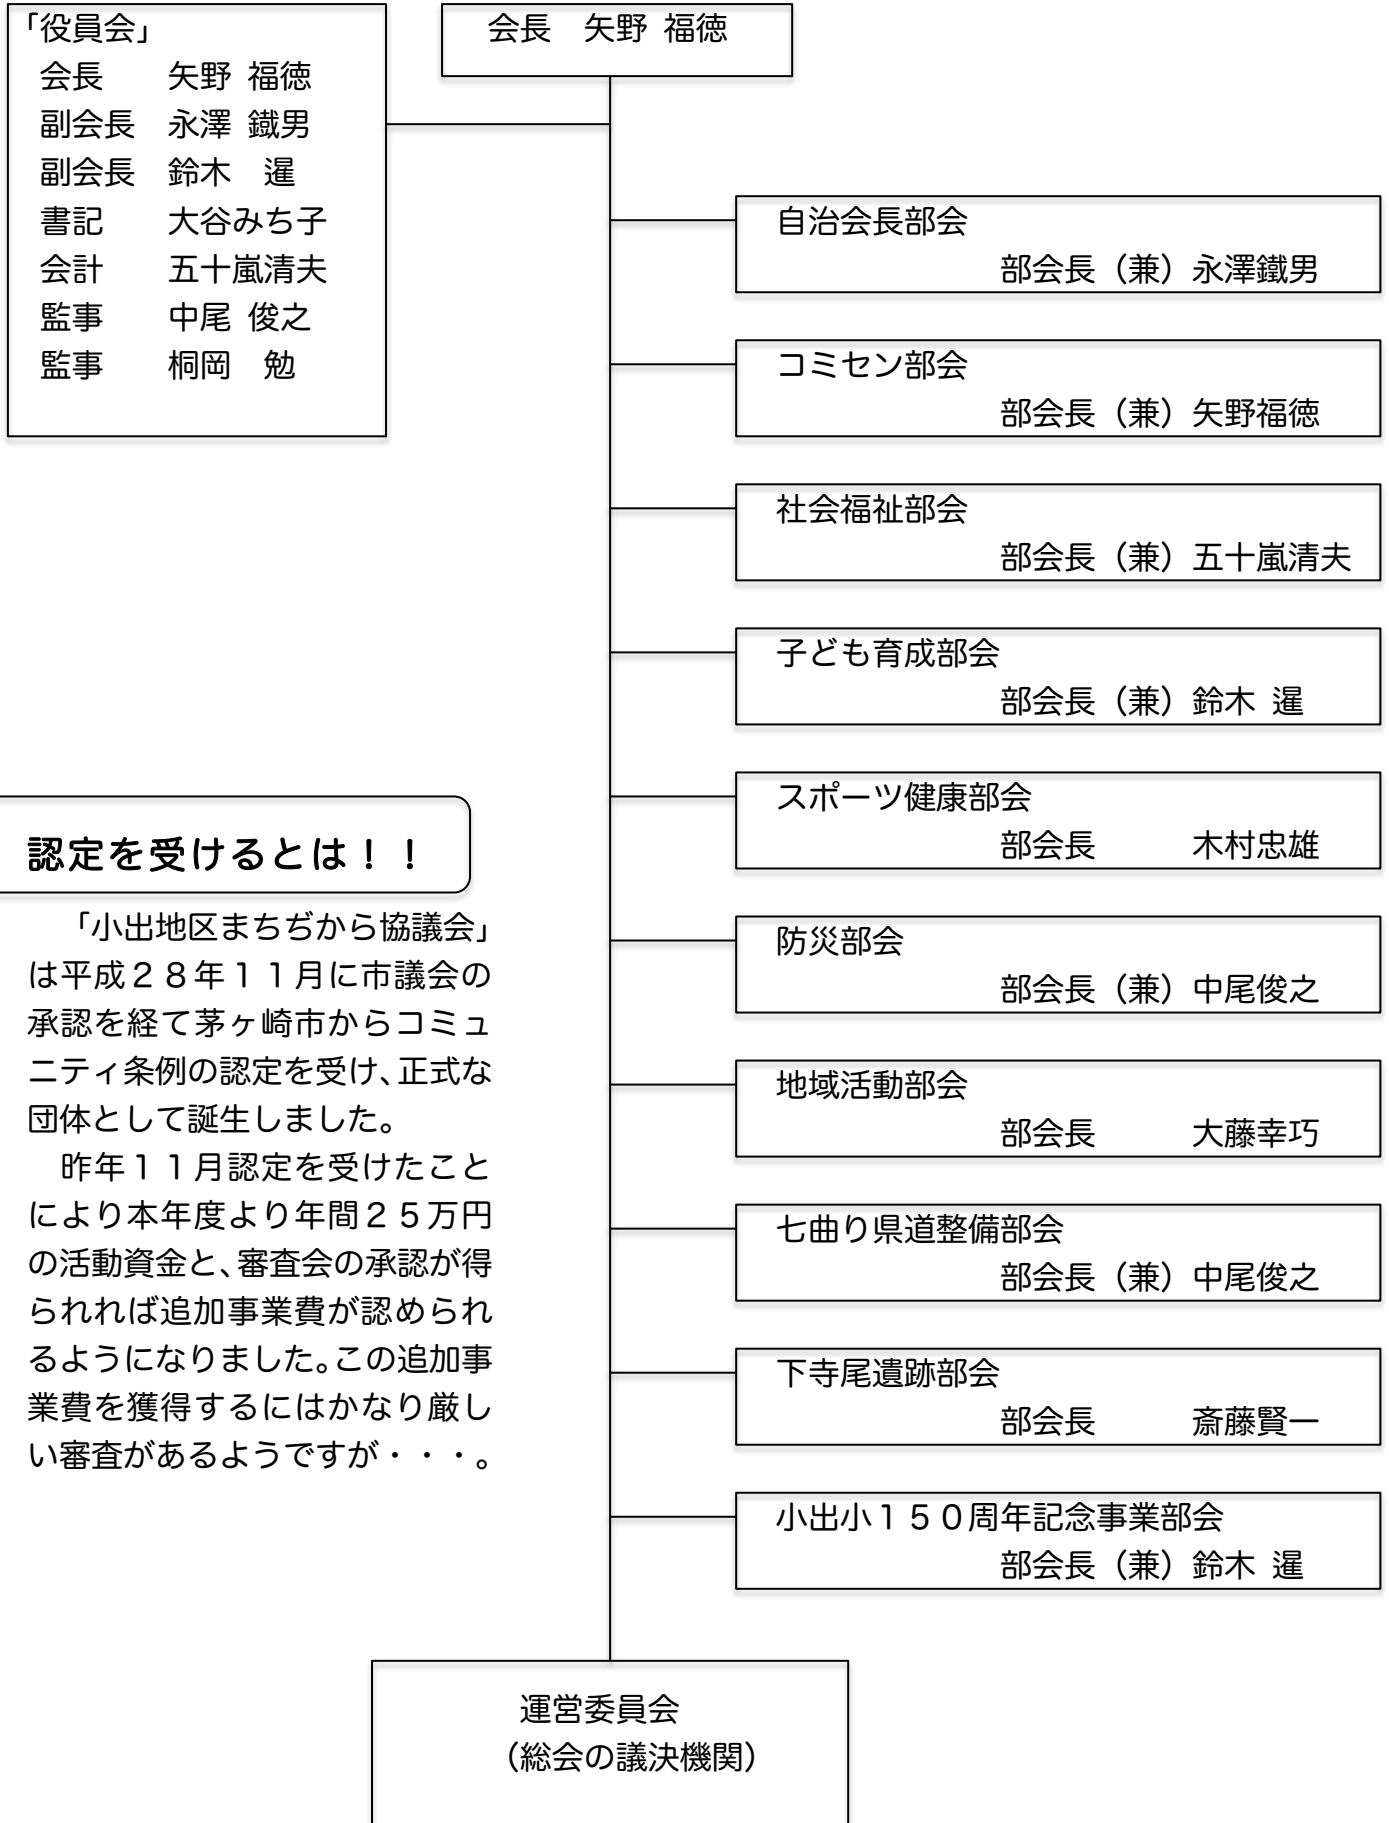 「役員会」
会長　　矢野 福徳
副会長　永澤 鐵男
副会長　鈴木　暹
書記　　大谷みち子
会計　　五十嵐清夫
監事　　中尾 俊之
監事　　桐岡　勉
会長　矢野 福徳
自治会長部会
部会長（兼）永澤鐵男
コミセン部会
部会長（兼）矢野福徳
社会福祉部会
部会長（兼）五十嵐清夫
子ども育成部会
部会長（兼）鈴木 暹
スポーツ健康部会
部会長　　　木村忠雄
防災部会
部会長（兼）中尾俊之
地域活動部会
部会長　　　大藤幸巧
七曲り県道整備部会
部会長（兼）中尾俊之
下寺尾遺跡部会
部会長　　　斎藤賢一
小出小１５０周年記念事業部会
部会長（兼）鈴木 暹
認定を受けるとは！！
「小出地区まちぢから協議会」
は平成２８年１１月に市議会の
承認を経て茅ヶ崎市からコミュ
ニティ条例の認定を受け、正式な
団体として誕生しました。
昨年１１月認定を受けたこと
により本年度より年間２５万円
の活動資金と、審査会の承認が得
られれば追加事業費が認められ
るようになりました。この追加事
業費を獲得するにはかなり厳し
い審査があるようですが・・・。
運営委員会
（総会の議決機関）